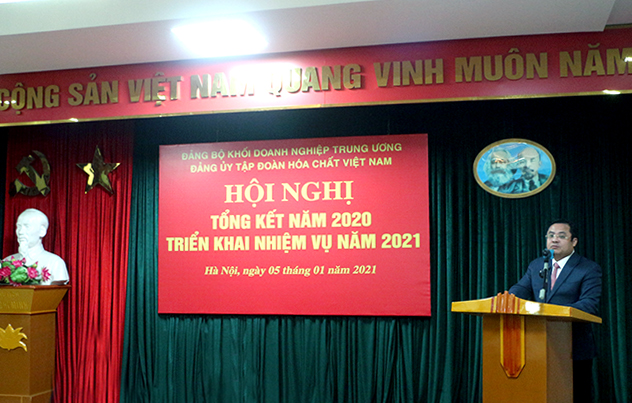 ĐỘNG SẢN VIỆT NAM QUANG VINH MUÔN NĂM
ĐẢNG BỘ KHỐI DOANH NGHIỆP TRUNG ƯƠNG
ĐẢNG ỦY TẬP ĐOÀN HÓA CHẤT VIỆT NAM
HỘI NGHỊ
TỔNG KẾT NĂM 2020
TRIỂN KHAI NHIỆM VỤ NĂM 2021
Hà Nội, ngày 05 tháng 01 năm 2021